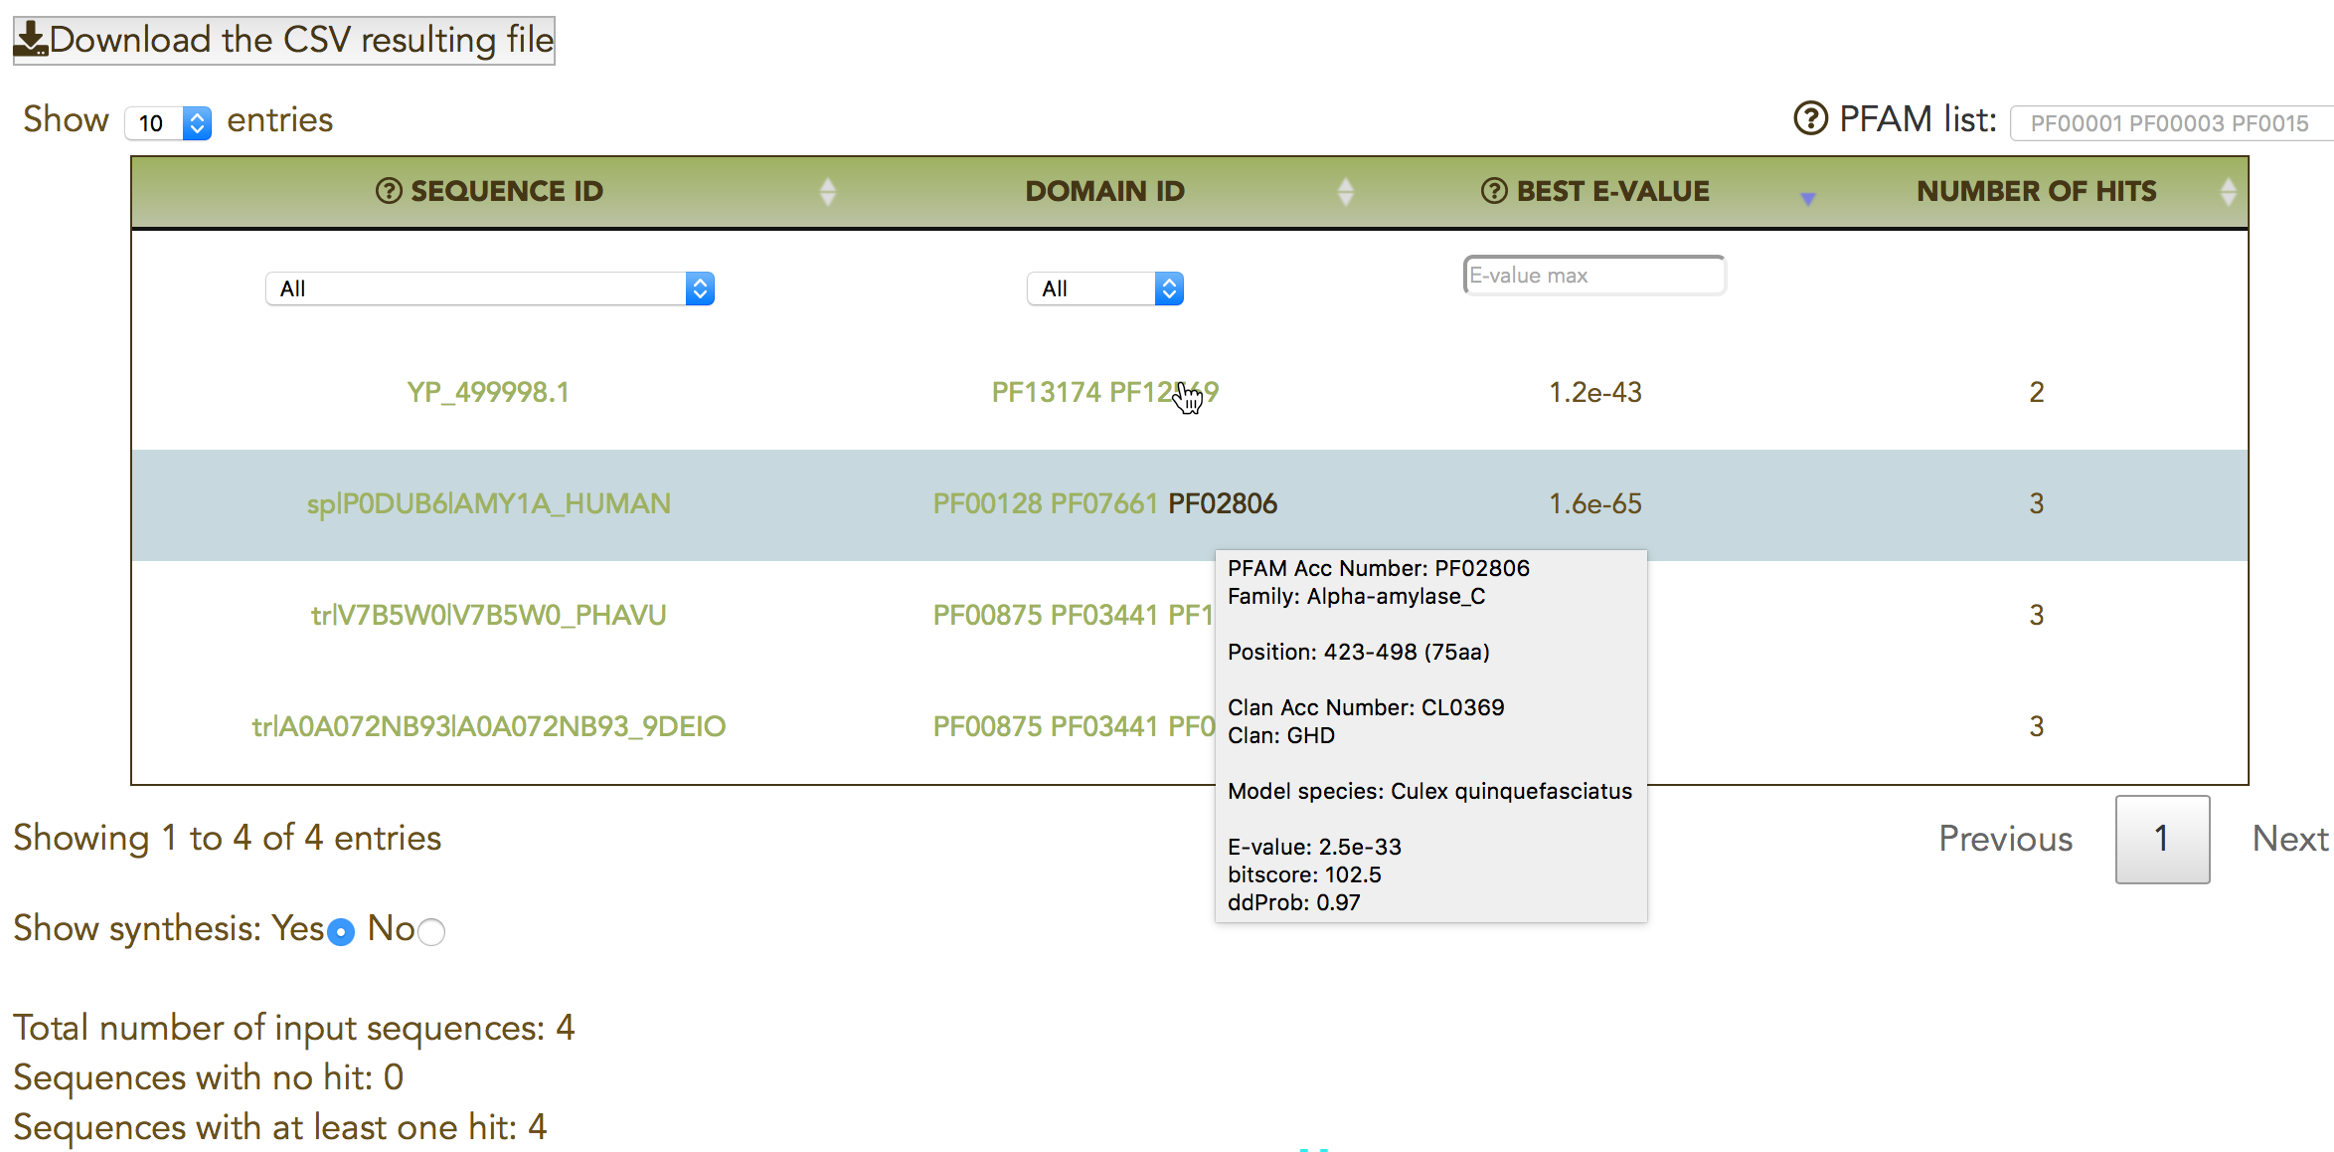 Download the CSV resulting file
Show 10 entries
PFAM list: PF00001 PF00003 PF0015
SEQUENCE ID DOMAIN ID BEST E-VALUE NUMBER OF HITS
All All E-value max
YP_499998.1 PF13174 1.2e-43 2
sp|P0DUB6|AMY1A_HUMAN PF00128 PF07661 PF02806 1.6e-65 3
tr|V7B5W0|V7B5W0_PHAVU PF00875 PF03441 PF1 3
tr|A0A072NB93|A0A072NB93_9DEIO PF00875 PF03441 PF0 3
PFAM Acc Number: PF02806
Family: Alpha-amylase_C
Position: 423-498 (75aa)
Clan Acc Number: CL0369
Clan: GHD
Model species: Culex quinquefasciatus
E-value: 2.5e-33
bitscore: 102.5
ddProb: 0.97
Showing 1 to 4 of 4 entries
Previous 1 Next
Show synthesis: Yes No
Total number of input sequences: 4
Sequences with no hit: 0
Sequences with at least one hit: 4